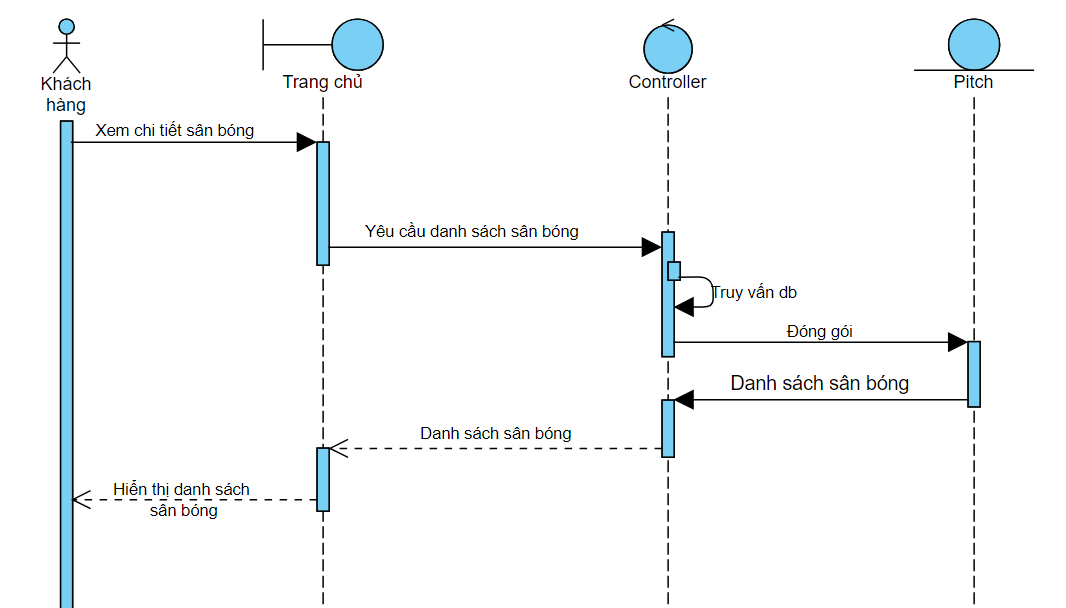 Khách
hàng
Trang chủ
Controller
Pitch
Xem chi tiết sân bóng
Yêu cầu danh sách sân bóng
Truy vấn db
Đóng gói
Danh sách sân bóng
Danh sách sân bóng
Hiển thị danh sách
sân bóng